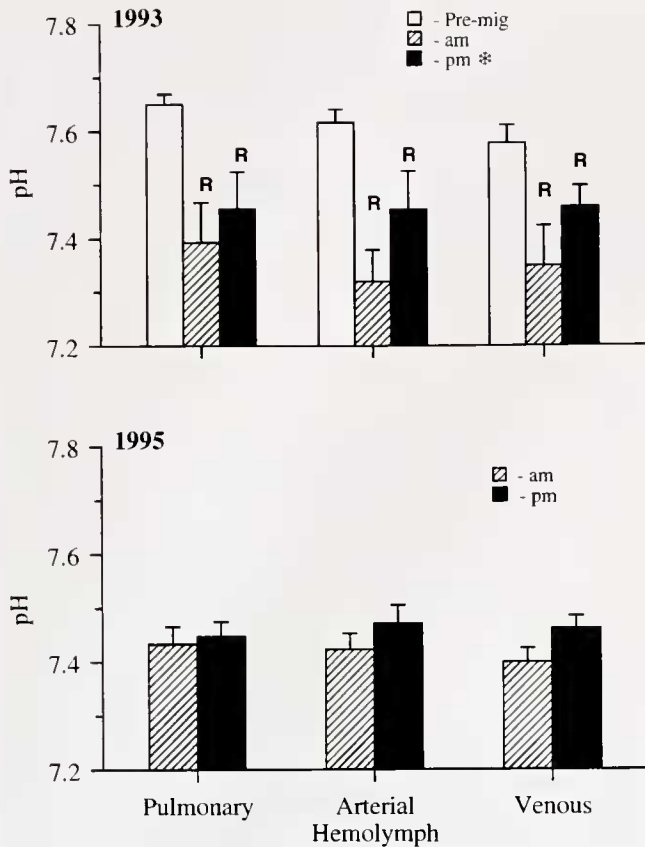 1993
- Pre-mig
- am
- pm *
7.8
7.6
7.4
7.2
pH
R
R
R
R
R
R
1995
- am
- pm
7.8
7.6
7.4
7.2
pH
Pulmonary
Arterial
Venous
Hemolymph